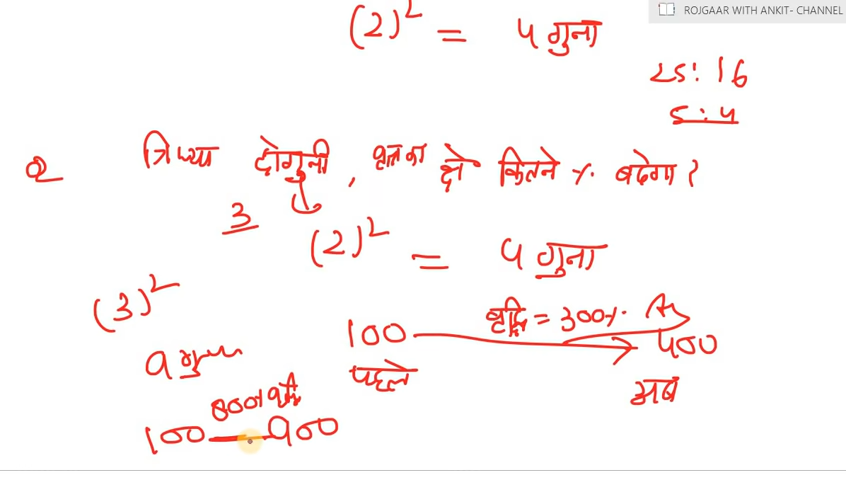 ROJGAAR WITH ANKIT- CHANNEL
(2)² = 4 गुना
25:16
5:4
Q त्रिज्या दोगुनी, वृत्त का क्षे कितने % बढेगा?
3
(2)² = 4 गुना
(3)²
वृद्धि = 300% Ans
100 400
9 गुना
पहले अब
800% वृद्धि
100 900